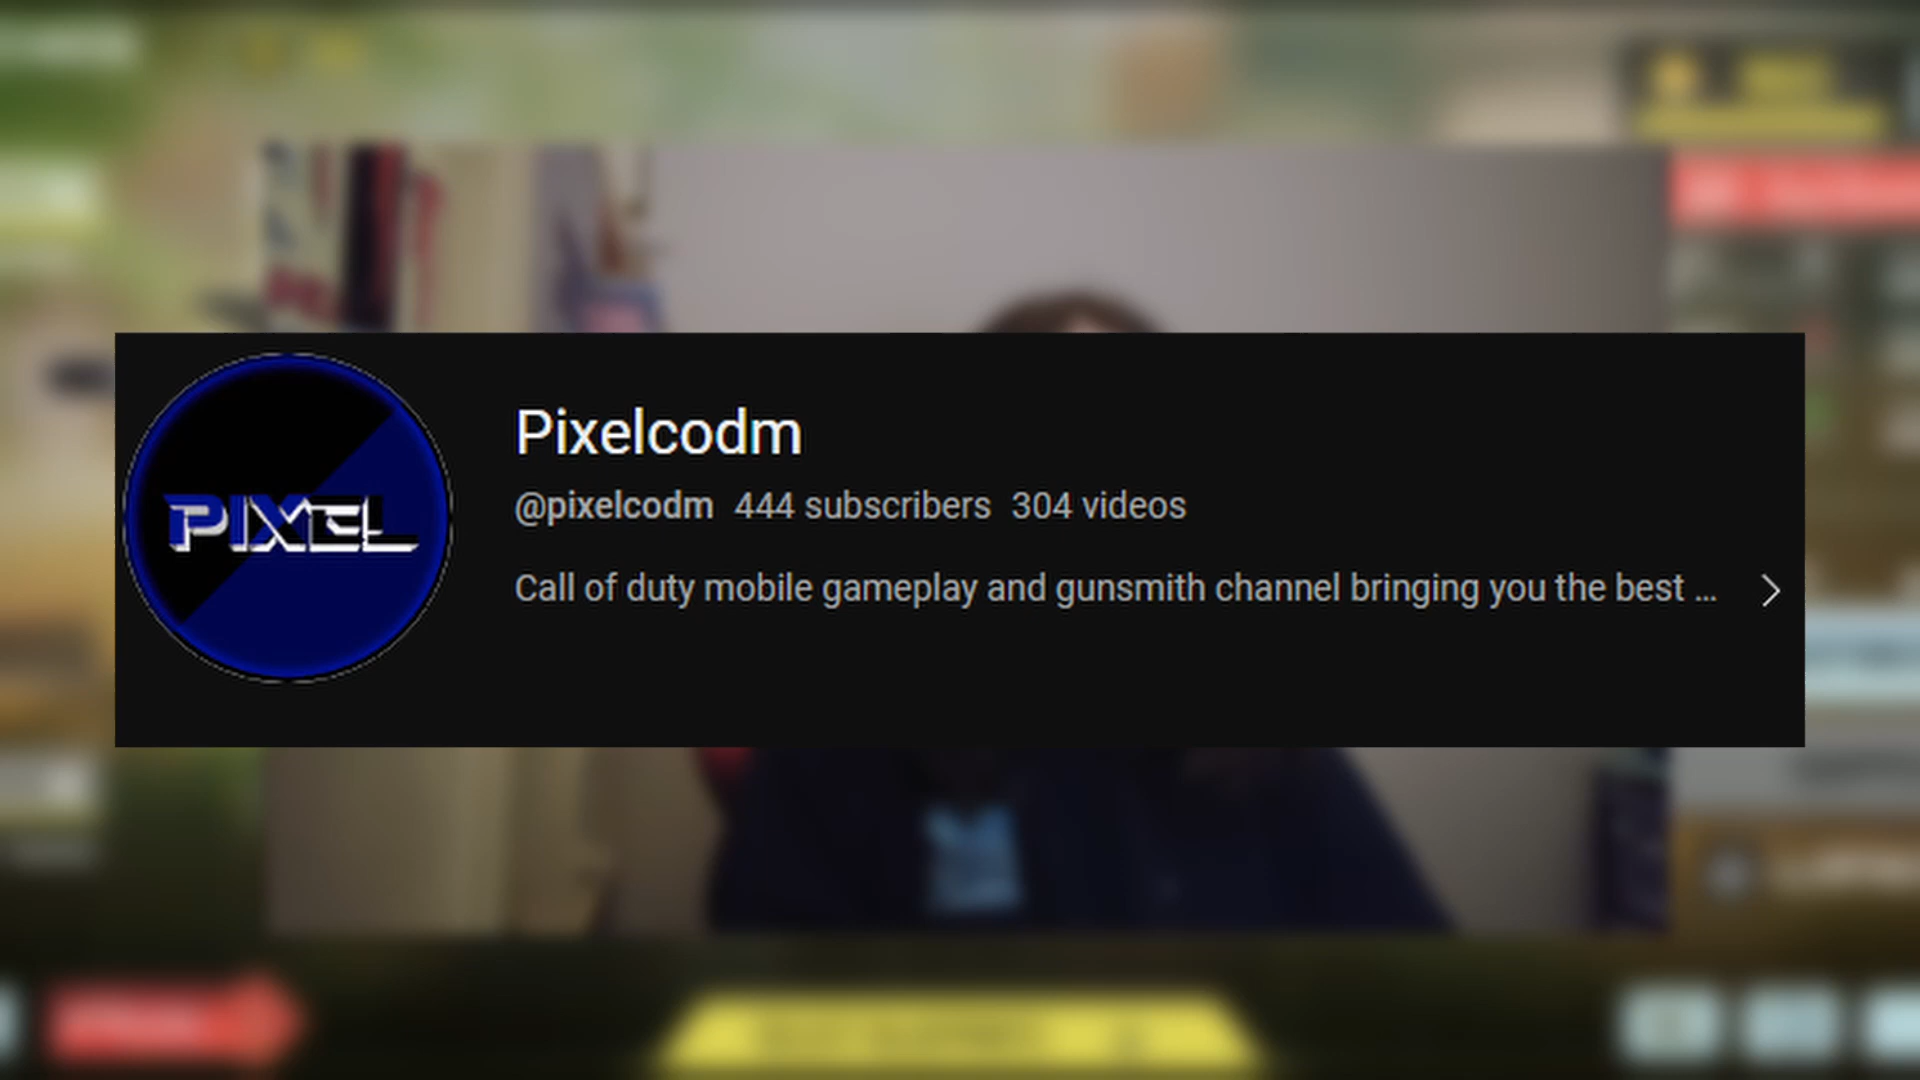 PIXEL
Pixelcodm
@pixelcodm 444 subscribers 304 videos
Call of duty mobile gameplay and gunsmith channel bringing you the best ...